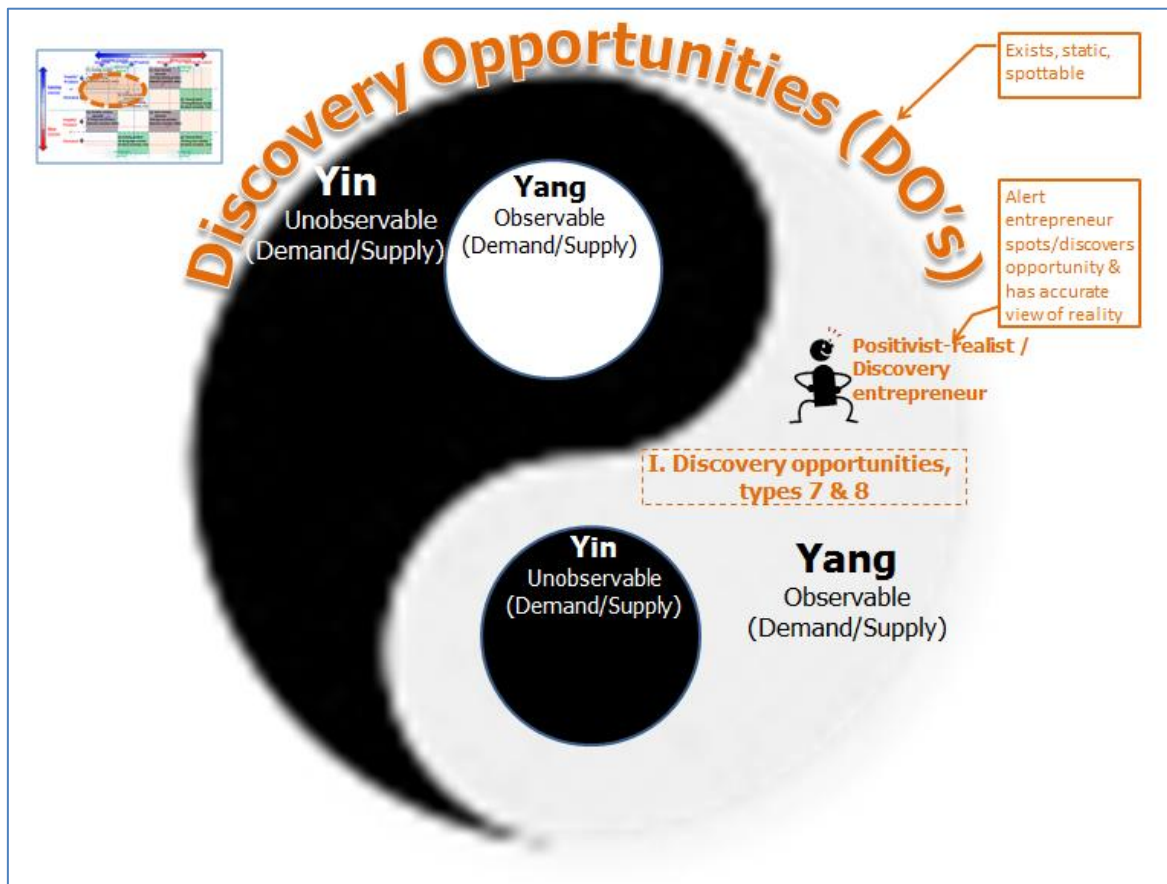 Discovery Opportunities (DO's)
Exists, static,
spottable
Yin
Unobservable
(Demand/Supply)
Yang
Observable
(Demand/Supply)
Alert
entrepreneur
spots/discovers
opportunity &
has accurate
view of reality
Positivist-realist /
Discovery
entrepreneur
I. Discovery opportunities,
types 7 & 8
Yin
Unobservable
(Demand/Supply)
Yang
Observable
(Demand/Supply)